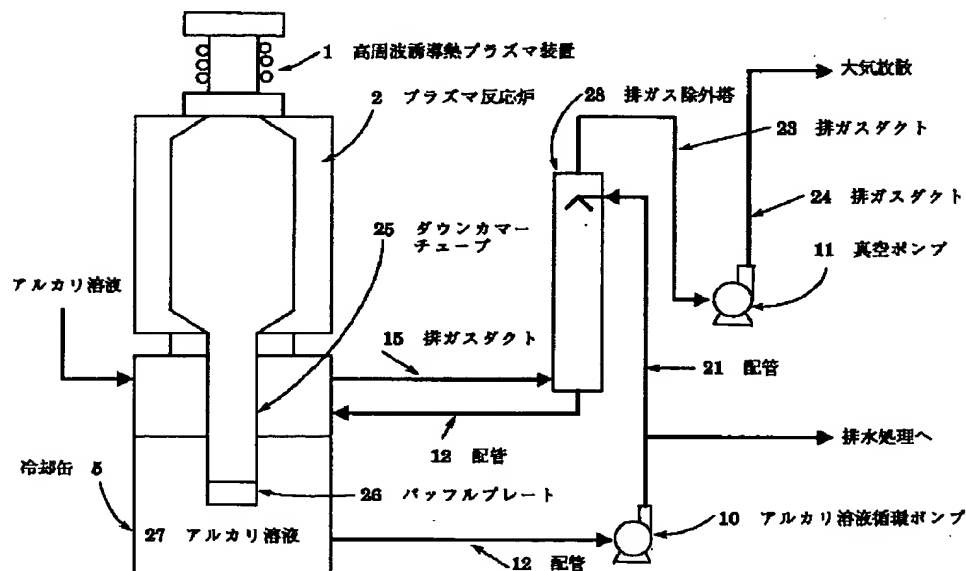 1 高周波誘導熱プラズマ装置
大気放散
2 プラズマ反応炉
28 排ガス除外塔
23 排ガスダクト
24 排ガスダクト
25 ダウンカマー
チューブ
11 真空ポンプ
アルカリ溶液
15 排ガスダクト
21 配管
12 配管
排水処理へ
冷却缶 5
26 バッフルプレート
10 アルカリ溶液循環ポンプ
27 アルカリ溶液
12 配管